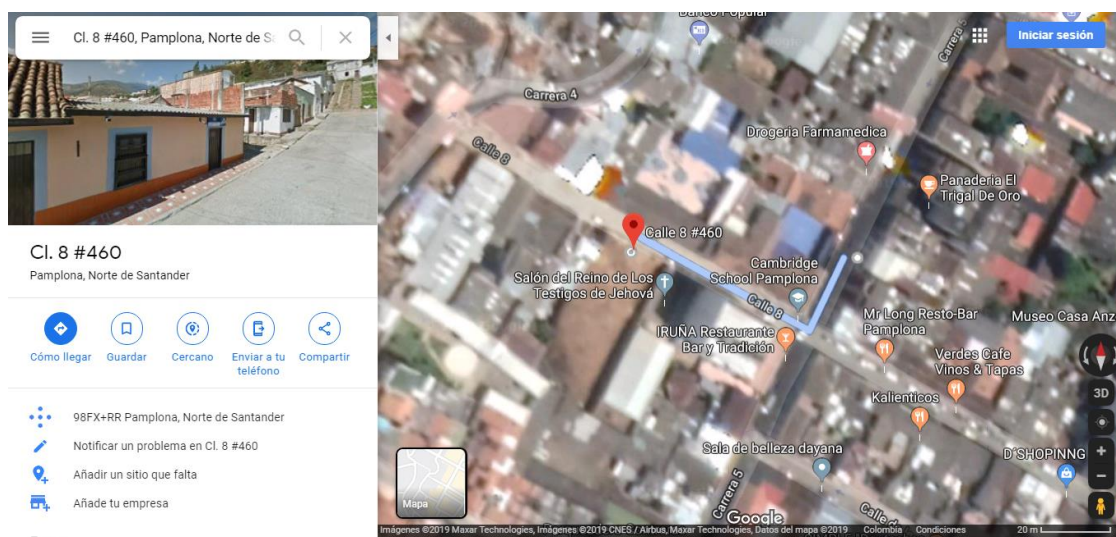 Cl. 8 #460, Pamplona, Norte de S
Iniciar sesión
Banco Popular
Carrera 4
Carrera 5
Calle 8
Drogeria Farmamedica
Panaderia El
Trigal De Oro
Calle 8 #460
Cambridge
School Pamplona
Salón del Reino de Los
Testigos de Jehová
Calle 8
IRUÑA Restaurante
Bar y Tradición
Mr Long Resto-Bar
Pamplona
Museo Casa Anz
Verdes Cafe
Vinos & Tapas
Kalienticos
Sala de belleza dayana
D´SHOPINNG
Carrera 5
Cl. 8 #460
Pamplona, Norte de Santander
Cómo llegar
Guardar
Cercano
Enviar a tu
teléfono
Compartir
98FX+RR Pamplona, Norte de Santander
Notificar un problema en Cl. 8 #460
Añadir un sitio que falta
Añade tu empresa
3D
Mapa
Google
Imágenes ©2019 Maxar Technologies, Imágenes ©2019 CNES / Airbus, Maxar Technologies, Datos del mapa ©2019 Colombia Condiciones 20 m